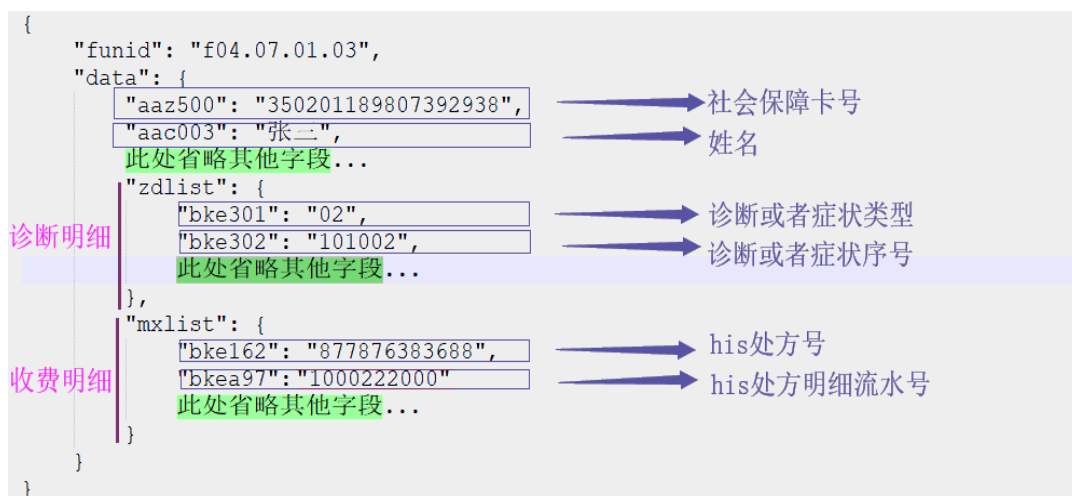 {
"funid": "f04.07.01.03",
"data": {
"aaz500": "350201189807392938", 社会保障卡号
"aac003": "张三", 姓名
此处省略其他字段...
"zdlist": {
"bke301": "02", 诊断或者症状类型
诊断明细 "bke302": "101002", 诊断或者症状序号
此处省略其他字段...
},
"mxlist": {
"bke162": "877876383688", his处方号
收费明细 "bkea97":"1000222000" his处方明细流水号
此处省略其他字段...
}
}
}